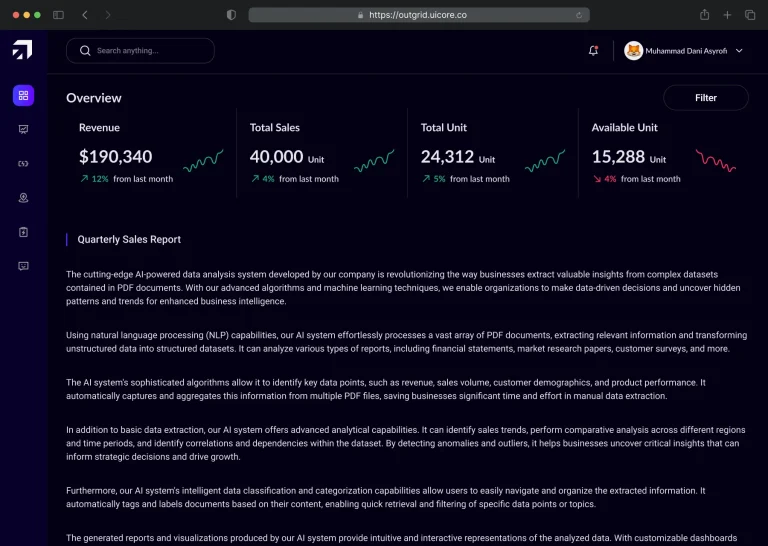 https://outgrid.uicore.co
Search anything...
Muhammad Dani Asyrofi
Overview
Filter
Revenue
$190,340
12% from last month
Total Sales
40,000 Unit
4% from last month
Total Unit
24,312 Unit
5% from last month
Available Unit
15,288 Unit
4% from last month
Quarterly Sales Report
The cutting-edge AI-powered data analysis system developed by our company is revolutionizing the way businesses extract valuable insights from complex datasets
contained in PDF documents. With our advanced algorithms and machine learning techniques, we enable organizations to make data-driven decisions and uncover hidden
patterns and trends for enhanced business intelligence.
Using natural language processing (NLP) capabilities, our AI system effortlessly processes a vast array of PDF documents, extracting relevant information and transforming
unstructured data into structured datasets. It can analyze various types of reports, including financial statements, market research papers, customer surveys, and more.
The AI system's sophisticated algorithms allow it to identify key data points, such as revenue, sales volume, customer demographics, and product performance. It
automatically captures and aggregates this information from multiple PDF files, saving businesses significant time and effort in manual data extraction.
In addition to basic data extraction, our AI system offers advanced analytical capabilities. It can identify sales trends, perform comparative analysis across different regions
and time periods, and identify correlations and dependencies within the dataset. By detecting anomalies and outliers, it helps businesses uncover critical insights that can
inform strategic decisions and drive growth.
Furthermore, our AI system's intelligent data classification and categorization capabilities allow users to easily navigate and organize the extracted information. It
automatically tags and labels documents based on their content, enabling quick retrieval and filtering of specific data points or topics.
The generated reports and visualizations produced by our AI system provide intuitive and interactive representations of the analyzed data. With customizable dashboards